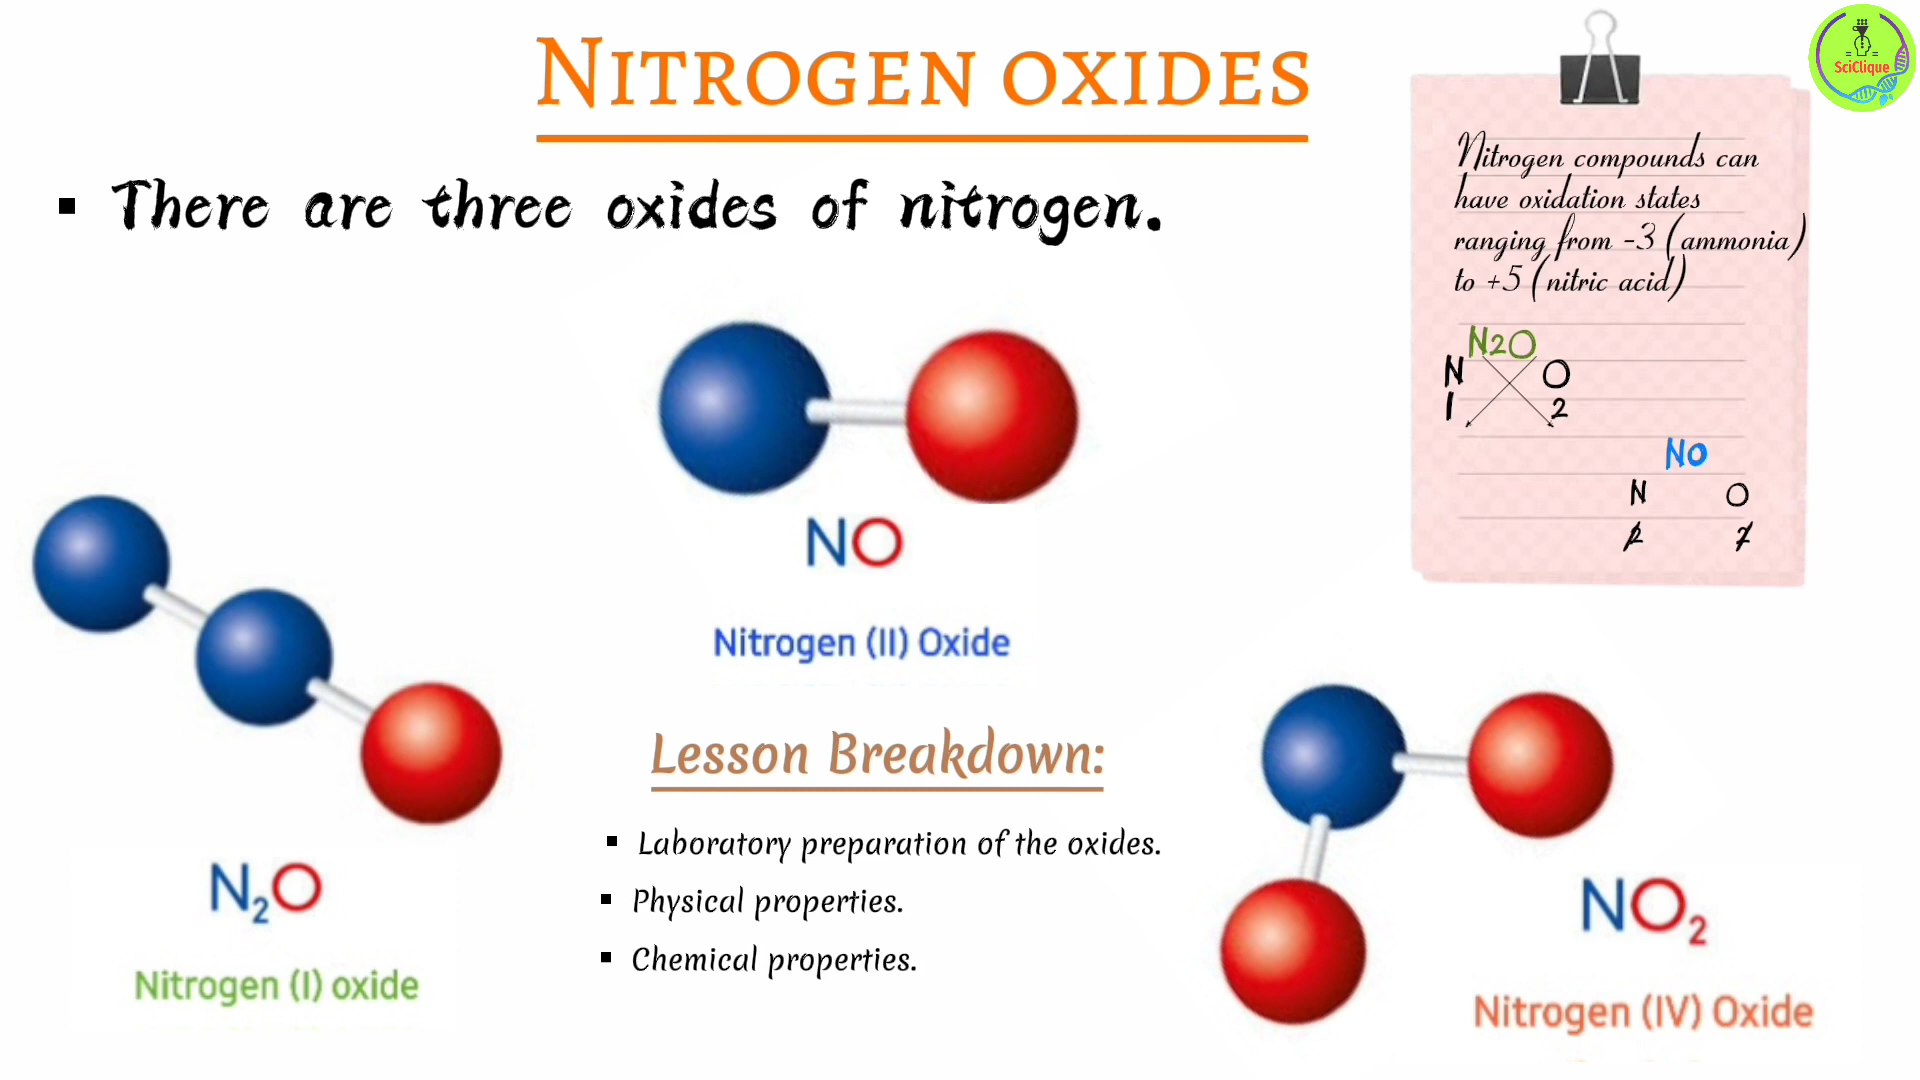 NITROGEN OXIDES
▪ There are three oxides of nitrogen.
SciClique
Nitrogen compounds can
have oxidation states
ranging from -3 (ammonia)
to +5 (nitric acid)
N2O
N O
1 2
NO
N O
2 2
NO
Nitrogen (II) Oxide
N₂O
Nitrogen (I) oxide
Lesson Breakdown:
▪ Laboratory preparation of the oxides.
▪ Physical properties.
▪ Chemical properties.
NO₂
Nitrogen (IV) Oxide